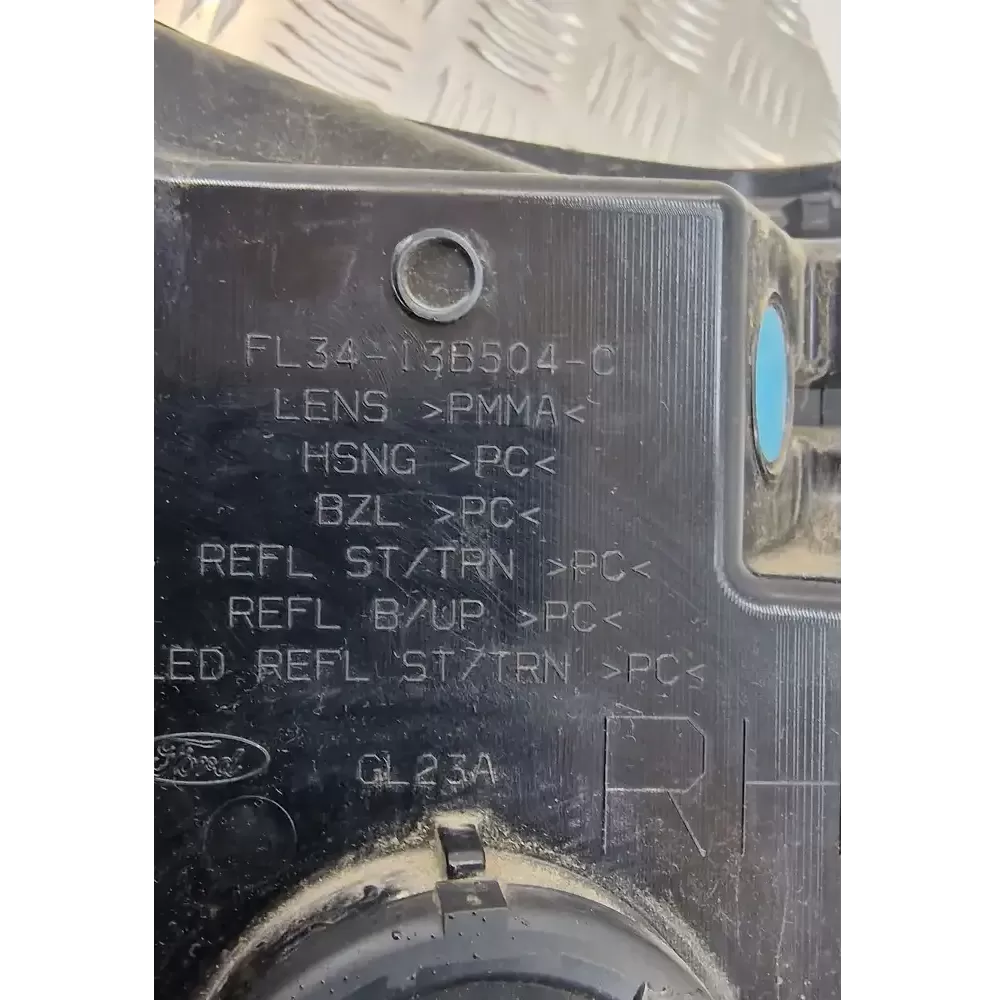 FL34-13B504-C
LENS >PMMA<
HSNG >PC<
BZL >PC<
REFL ST/TRN >PC<
REFL B/UP >PC<
LED REFL ST/TRN >PC<
Ford GL23A RH